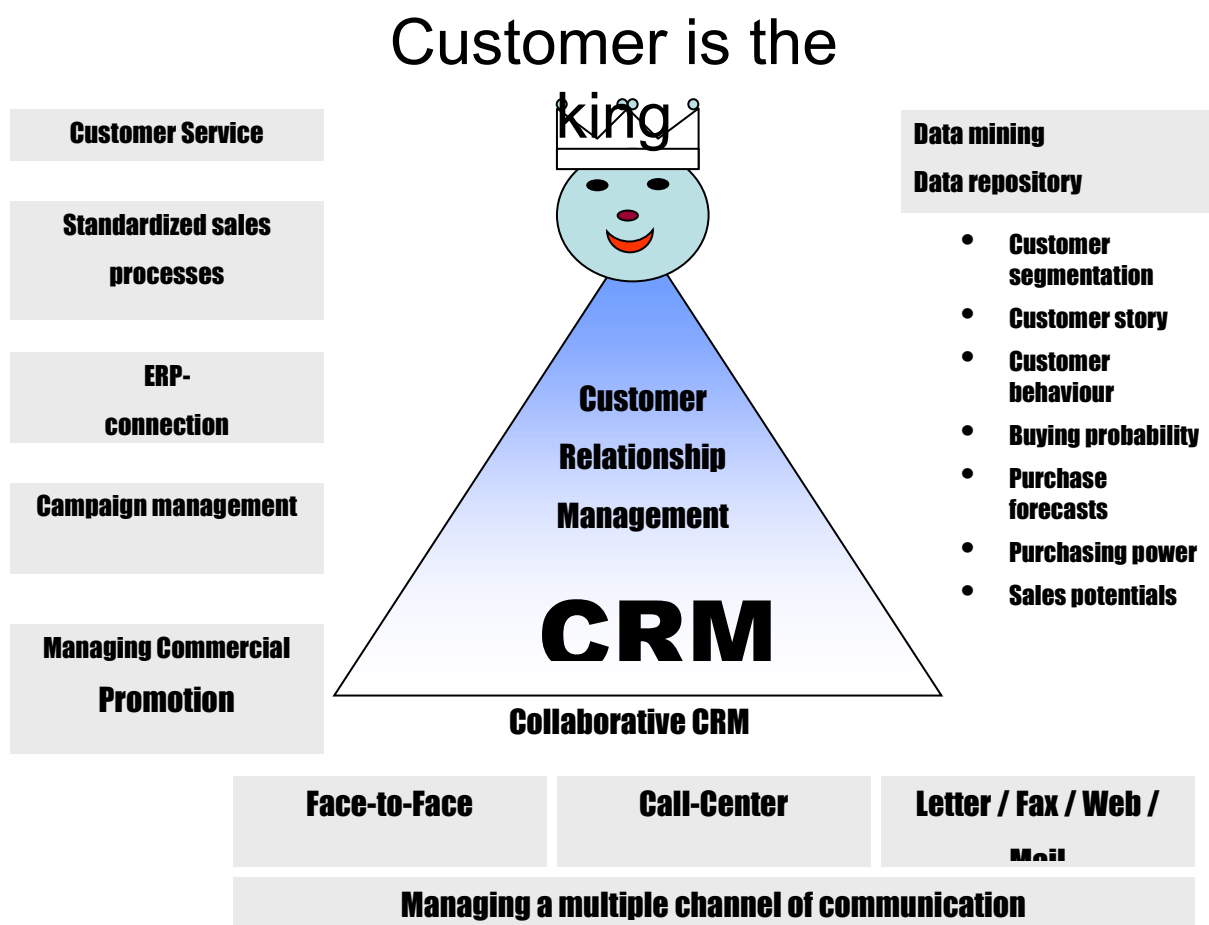 Customer is the
king
Customer Service
Standardized sales
processes
ERP-
connection
Campaign management
Managing Commercial
Promotion
Customer
Relationship
Management
CRM
Collaborative CRM
Data mining
Data repository
• Customer
segmentation
• Customer story
• Customer
behaviour
• Buying probability
• Purchase
forecasts
• Purchasing power
• Sales potentials
Face-to-Face
Call-Center
Letter / Fax / Web /
Mail
Managing a multiple channel of communication